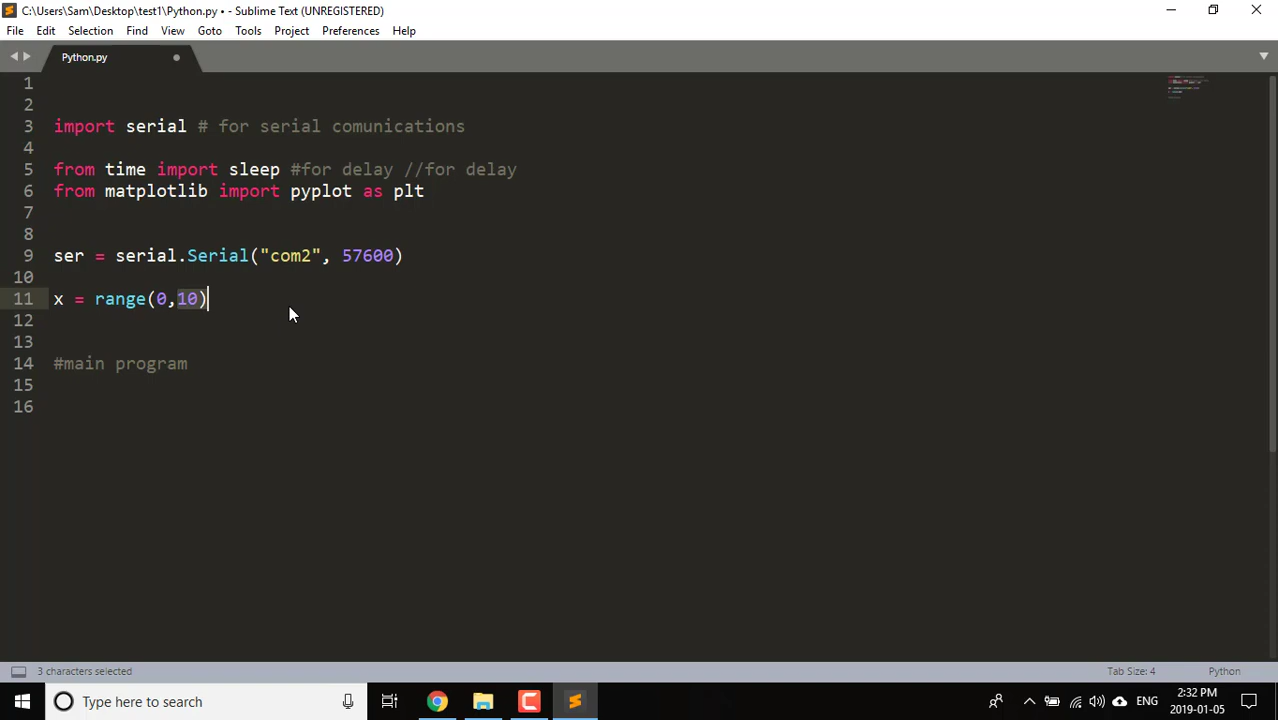 C:\Users\Sam\Desktop\test1\Python.py • - Sublime Text (UNREGISTERED)
File Edit Selection Find View Goto Tools Project Preferences Help
Python.py
1
2
3 import serial # for serial comunications
4
5 from time import sleep #for delay //for delay
6 from matplotlib import pyplot as plt
7
8
9 ser = serial.Serial("com2", 57600)
10
11 x = range(0,10)
12
13
14 #main program
15
16
3 characters selected Tab Size: 4 Python
Type here to search ENG 2:32 PM
2019-01-05